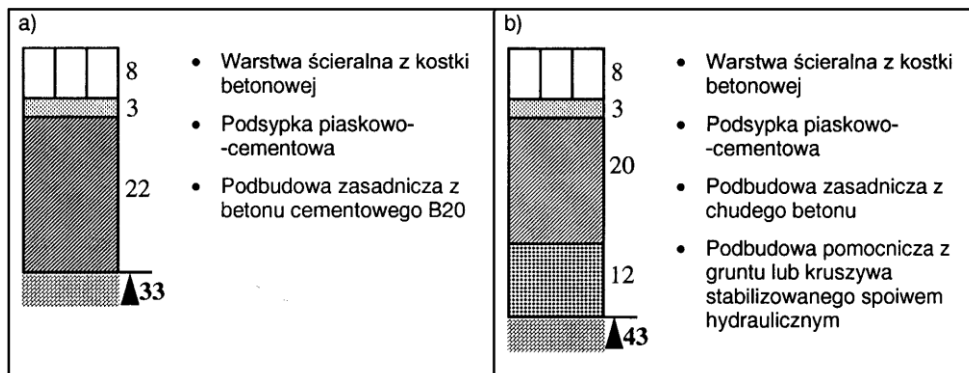 a)
8
3
22
33
• Warstwa ścieralna z kostki
betonowej
• Podsypka piaskowo-
-cementowa
• Podbudowa zasadnicza z
betonu cementowego B20
b)
8
3
20
12
43
• Warstwa ścieralna z kostki
betonowej
• Podsypka piaskowo-
-cementowa
• Podbudowa zasadnicza z
chudego betonu
• Podbudowa pomocnicza z
gruntu lub kruszywa
stabilizowanego spoiwem
hydraulicznym